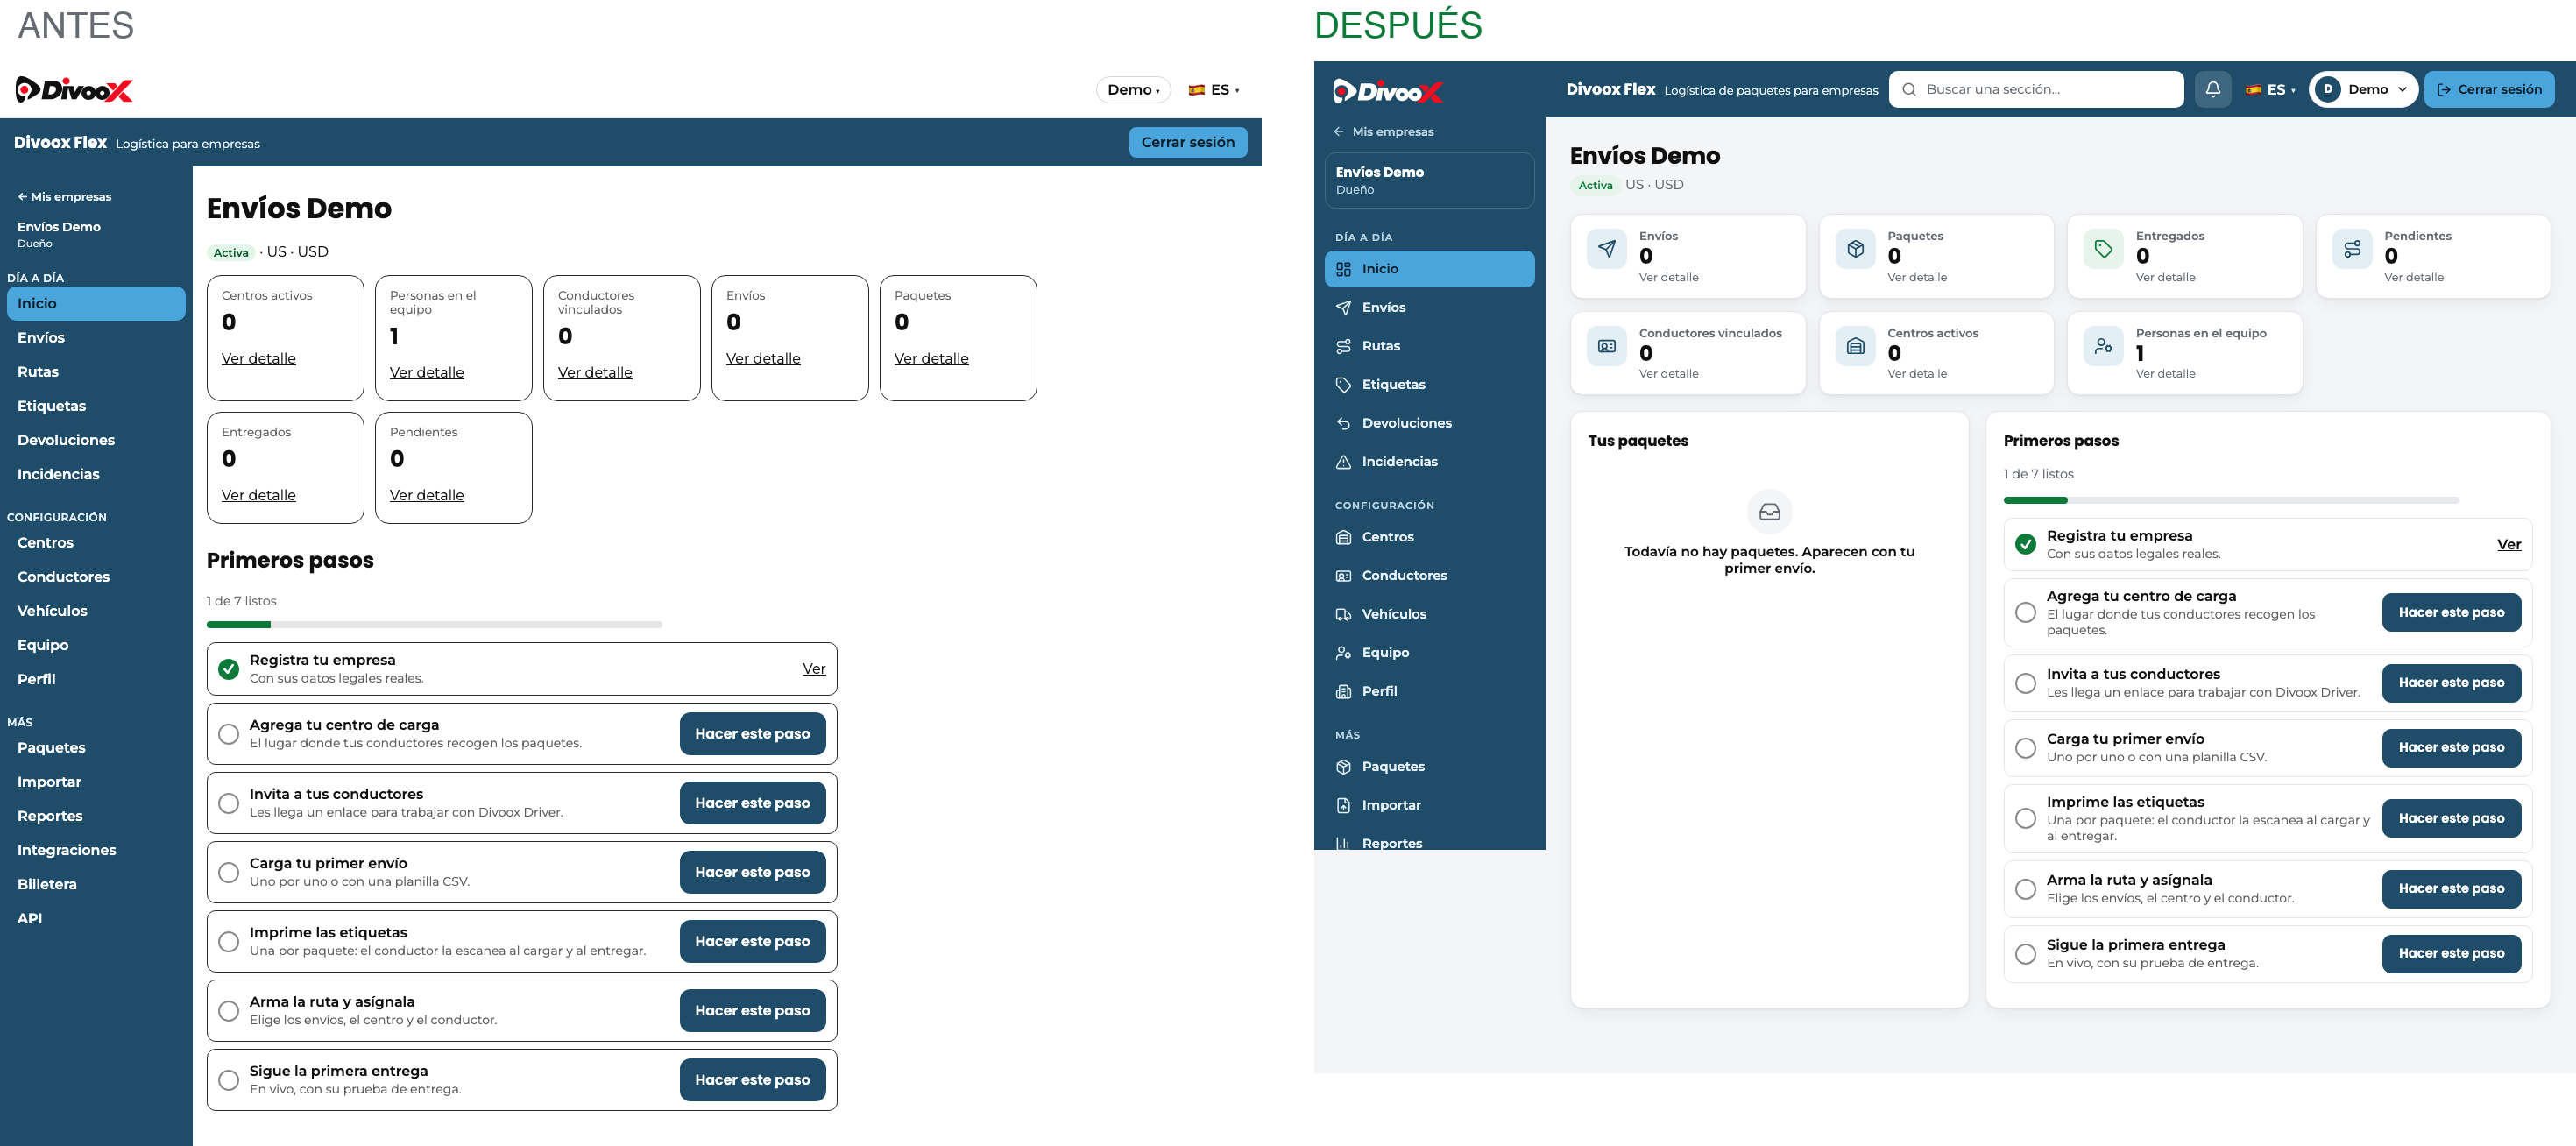 ANTES
DivooX
Demo
ES
Divoox Flex Logística para empresas
Cerrar sesión
← Mis empresas
Envíos Demo
Dueño
DÍA A DÍA
Inicio
Envíos
Rutas
Etiquetas
Devoluciones
Incidencias
CONFIGURACIÓN
Centros
Conductores
Vehículos
Equipo
Perfil
MÁS
Paquetes
Importar
Reportes
Integraciones
Billetera
API
Envíos Demo
Activa · US · USD
Centros activos
0
Ver detalle
Personas en el
equipo
1
Ver detalle
Conductores
vinculados
0
Ver detalle
Envíos
0
Ver detalle
Paquetes
0
Ver detalle
Entregados
0
Ver detalle
Pendientes
0
Ver detalle
Primeros pasos
1 de 7 listos
Registra tu empresa
Con sus datos legales reales.
Ver
Agrega tu centro de carga
El lugar donde tus conductores recogen los paquetes.
Hacer este paso
Invita a tus conductores
Les llega un enlace para trabajar con Divoox Driver.
Hacer este paso
Carga tu primer envío
Uno por uno o con una planilla CSV.
Hacer este paso
Imprime las etiquetas
Una por paquete: el conductor la escanea al cargar y al entregar.
Hacer este paso
Arma la ruta y asígnala
Elige los envíos, el centro y el conductor.
Hacer este paso
Sigue la primera entrega
En vivo, con su prueba de entrega.
Hacer este paso
DESPUÉS
DivooX
Divoox Flex Logística de paquetes para empresas
Buscar una sección...
ES
D Demo
Cerrar sesión
← Mis empresas
Envíos Demo
Dueño
DÍA A DÍA
Inicio
Envíos
Rutas
Etiquetas
Devoluciones
Incidencias
CONFIGURACIÓN
Centros
Conductores
Vehículos
Equipo
Perfil
MÁS
Paquetes
Importar
Reportes
Envíos Demo
Activa US · USD
Envíos
0
Ver detalle
Paquetes
0
Ver detalle
Entregados
0
Ver detalle
Pendientes
0
Ver detalle
Conductores vinculados
0
Ver detalle
Centros activos
0
Ver detalle
Personas en el equipo
1
Ver detalle
Tus paquetes
Todavía no hay paquetes. Aparecen con tu
primer envío.
Primeros pasos
1 de 7 listos
Registra tu empresa
Con sus datos legales reales.
Ver
Agrega tu centro de carga
El lugar donde tus conductores recogen los
paquetes.
Hacer este paso
Invita a tus conductores
Les llega un enlace para trabajar con Divoox Driver.
Hacer este paso
Carga tu primer envío
Uno por uno o con una planilla CSV.
Hacer este paso
Imprime las etiquetas
Una por paquete: el conductor la escanea al cargar y
al entregar.
Hacer este paso
Arma la ruta y asígnala
Elige los envíos, el centro y el conductor.
Hacer este paso
Sigue la primera entrega
En vivo, con su prueba de entrega.
Hacer este paso